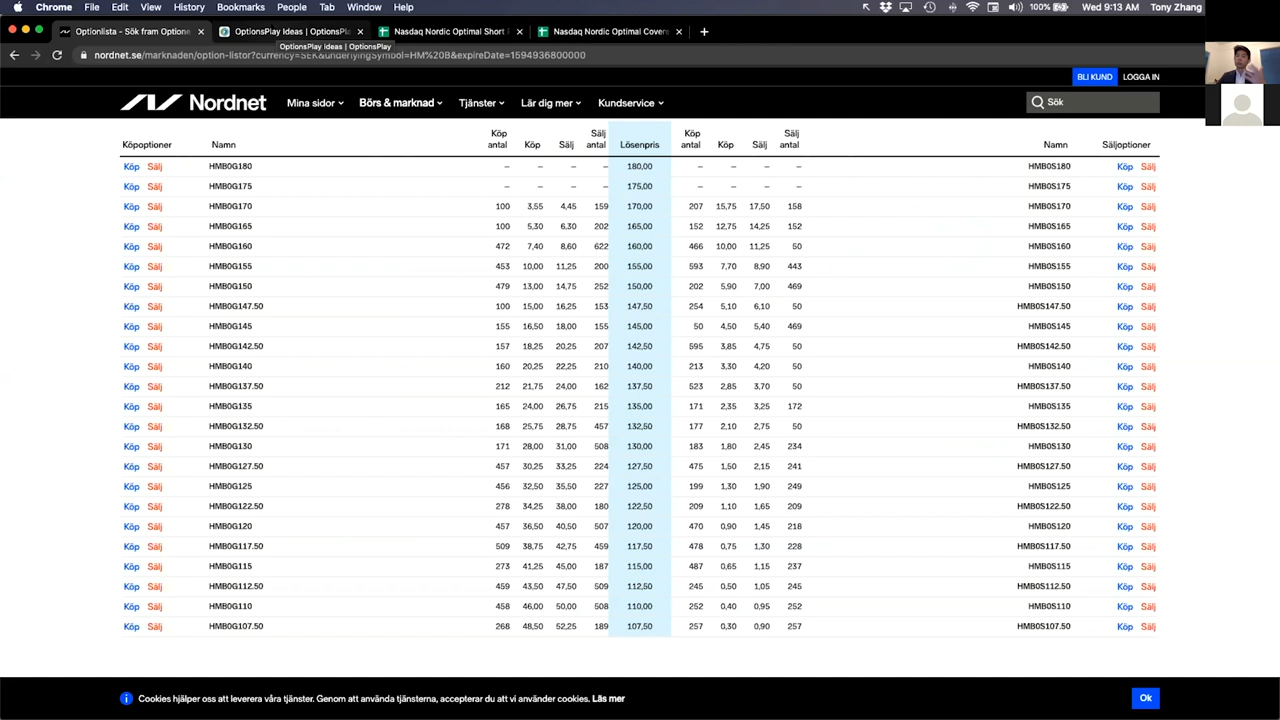 Chrome File Edit View History Bookmarks People Tab Window Help 100% Wed 9:13 AM Tony Zhang
Optionlista - Sök fram Optione × OptionsPlay Ideas | OptionsPla × Nasdaq Nordic Optimal Short × Nasdaq Nordic Optimal Covere × +
OptionsPlay Ideas | OptionsPlay
nordnet.se/marknaden/option-listor?currency=SEK&underlyingSymbol=HM%20B&expireDate=1594936800000
BLI KUND LOGGA IN
Nordnet Mina sidor Börs & marknad Tjänster Lär dig mer Kundservice Sök
Köpoptioner Namn Köp antal Köp Sälj Sälj antal Lösenpris Köp antal Köp Sälj Sälj antal Namn Säljoptioner
Köp Sälj HMB0G180 – – – – 180,00 – – – – HMB0S180 Köp Sälj
Köp Sälj HMB0G175 – – – – 175,00 – – – – HMB0S175 Köp Sälj
Köp Sälj HMB0G170 100 3,55 4,45 159 170,00 207 15,75 17,50 158 HMB0S170 Köp Sälj
Köp Sälj HMB0G165 100 5,30 6,30 202 165,00 152 12,75 14,25 152 HMB0S165 Köp Sälj
Köp Sälj HMB0G160 472 7,40 8,60 622 160,00 466 10,00 11,25 50 HMB0S160 Köp Sälj
Köp Sälj HMB0G155 453 10,00 11,25 200 155,00 593 7,70 8,90 443 HMB0S155 Köp Sälj
Köp Sälj HMB0G150 479 13,00 14,75 252 150,00 202 5,90 7,00 469 HMB0S150 Köp Sälj
Köp Sälj HMB0G147.50 100 15,00 16,25 153 147,50 254 5,10 6,10 50 HMB0S147.50 Köp Sälj
Köp Sälj HMB0G145 155 16,50 18,00 155 145,00 50 4,50 5,40 469 HMB0S145 Köp Sälj
Köp Sälj HMB0G142.50 157 18,25 20,25 207 142,50 595 3,85 4,75 50 HMB0S142.50 Köp Sälj
Köp Sälj HMB0G140 160 20,25 22,25 210 140,00 213 3,30 4,20 50 HMB0S140 Köp Sälj
Köp Sälj HMB0G137.50 212 21,75 24,00 162 137,50 523 2,85 3,70 50 HMB0S137.50 Köp Sälj
Köp Sälj HMB0G135 165 24,00 26,75 215 135,00 171 2,35 3,25 172 HMB0S135 Köp Sälj
Köp Sälj HMB0G132.50 168 25,75 28,75 457 132,50 177 2,10 2,75 50 HMB0S132.50 Köp Sälj
Köp Sälj HMB0G130 171 28,00 31,00 508 130,00 183 1,80 2,45 234 HMB0S130 Köp Sälj
Köp Sälj HMB0G127.50 457 30,25 33,25 224 127,50 475 1,50 2,15 241 HMB0S127.50 Köp Sälj
Köp Sälj HMB0G125 456 32,50 35,50 227 125,00 199 1,30 1,90 249 HMB0S125 Köp Sälj
Köp Sälj HMB0G122.50 278 34,25 38,00 180 122,50 209 1,10 1,65 209 HMB0S122.50 Köp Sälj
Köp Sälj HMB0G120 457 36,50 40,50 507 120,00 470 0,90 1,45 218 HMB0S120 Köp Sälj
Köp Sälj HMB0G117.50 509 38,75 42,75 459 117,50 478 0,75 1,30 228 HMB0S117.50 Köp Sälj
Köp Sälj HMB0G115 273 41,25 45,00 187 115,00 487 0,65 1,15 237 HMB0S115 Köp Sälj
Köp Sälj HMB0G112.50 459 43,50 47,50 509 112,50 245 0,50 1,05 245 HMB0S112.50 Köp Sälj
Köp Sälj HMB0G110 458 46,00 50,00 508 110,00 252 0,40 0,95 252 HMB0S110 Köp Sälj
Köp Sälj HMB0G107.50 268 48,50 52,25 189 107,50 257 0,30 0,90 257 HMB0S107.50 Köp Sälj
Cookies hjälper oss att leverera våra tjänster. Genom att använda tjänsterna, accepterar du att vi använder cookies. Läs mer Ok